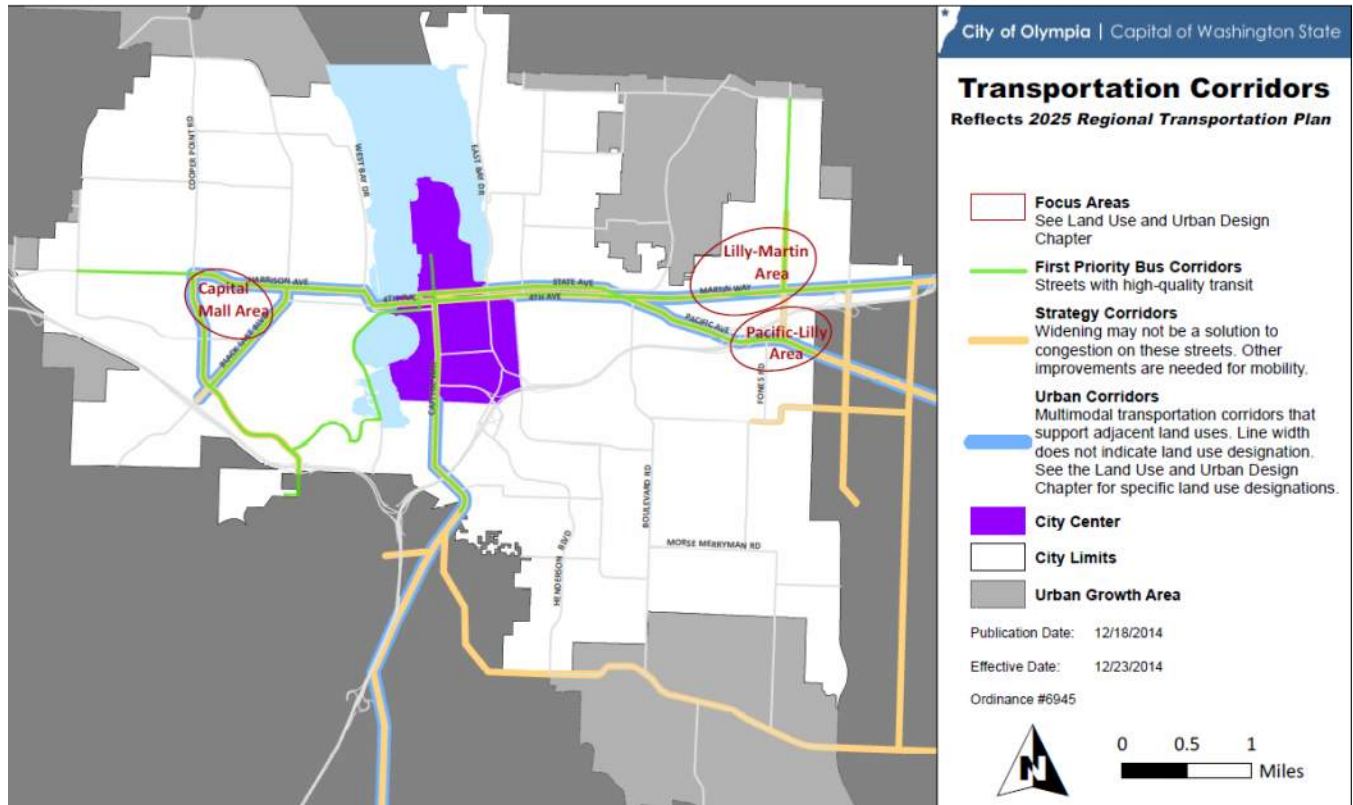 City of Olympia | Capital of Washington State
Transportation Corridors
Reflects 2025 Regional Transportation Plan
Focus Areas
See Land Use and Urban Design
Chapter
First Priority Bus Corridors
Streets with high-quality transit
Strategy Corridors
Widening may not be a solution to
congestion on these streets. Other
improvements are needed for mobility.
Urban Corridors
Multimodal transportation corridors that
support adjacent land uses. Line width
does not indicate land use designation.
See the Land Use and Urban Design
Chapter for specific land use designations.
City Center
City Limits
Urban Growth Area
Publication Date: 12/18/2014
Effective Date: 12/23/2014
Ordinance #6945
N
0 0.5 1
Miles
COOPER POINT RD
WEST BAY DR
EAST BAY DR
Lilly-Martin
Area
HARRISON AVE
STATE AVE
MARTIN WAY
Capital
Mall Area
4TH AVE
PACIFIC AVE
Pacific-Lilly
Area
FONES RD
BOULEVARD RD
HENDERSON BLVD
MORSE MERRYMAN RD